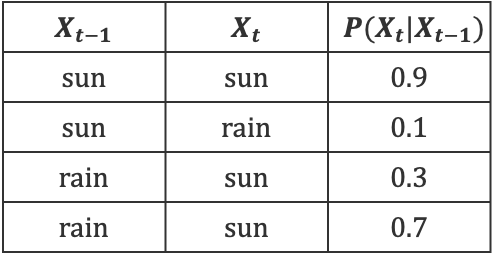 X_{t−1} X_t P(X_t|X_{t−1})
sun sun 0.9
sun rain 0.1
rain sun 0.3
rain sun 0.7